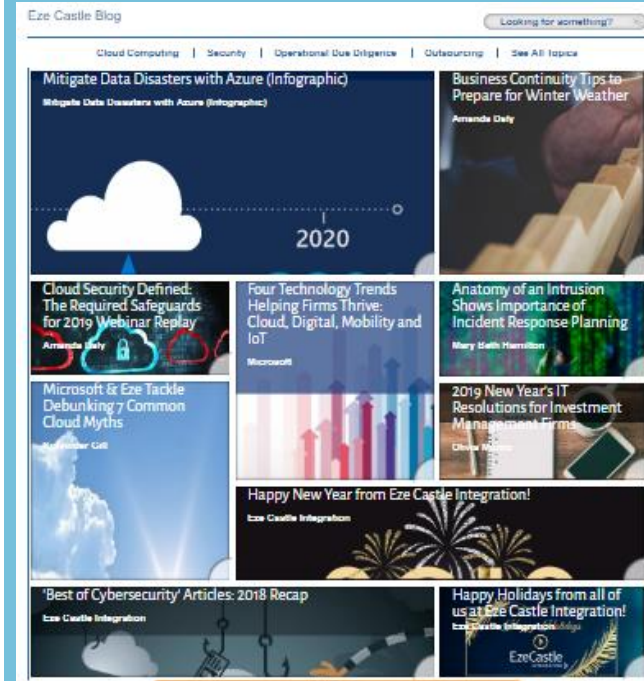 Eze Castle Blog
Looking for something?
Cloud Computing | Security | Operational Due Diligence | Outsourcing | See All Topics
Mitigate Data Disasters with Azure (Infographic)
Mitigate Data Disasters with Azure (Infographic)
2020
Business Continuity Tips to
Prepare for Winter Weather
Amanda Daly
Cloud Security Defined:
The Required Safeguards
for 2019 Webinar Replay
Amanda Daly
Four Technology Trends
Helping Firms Thrive:
Cloud, Digital, Mobility and
IoT
Microsoft
Anatomy of an Intrusion
Shows Importance of
Incident Response Planning
Mary Beth Hamilton
Microsoft & Eze Tackle
Debunking 7 Common
Cloud Myths
2019 New Year's IT
Resolutions for Investment
Management Firms
Happy New Year from Eze Castle Integration!
Eze Castle Integration
'Best of Cybersecurity' Articles: 2018 Recap
Eze Castle Integration
Happy Holidays from all of
us at Eze Castle Integration!
Eze Castle Integration
EzeCastle